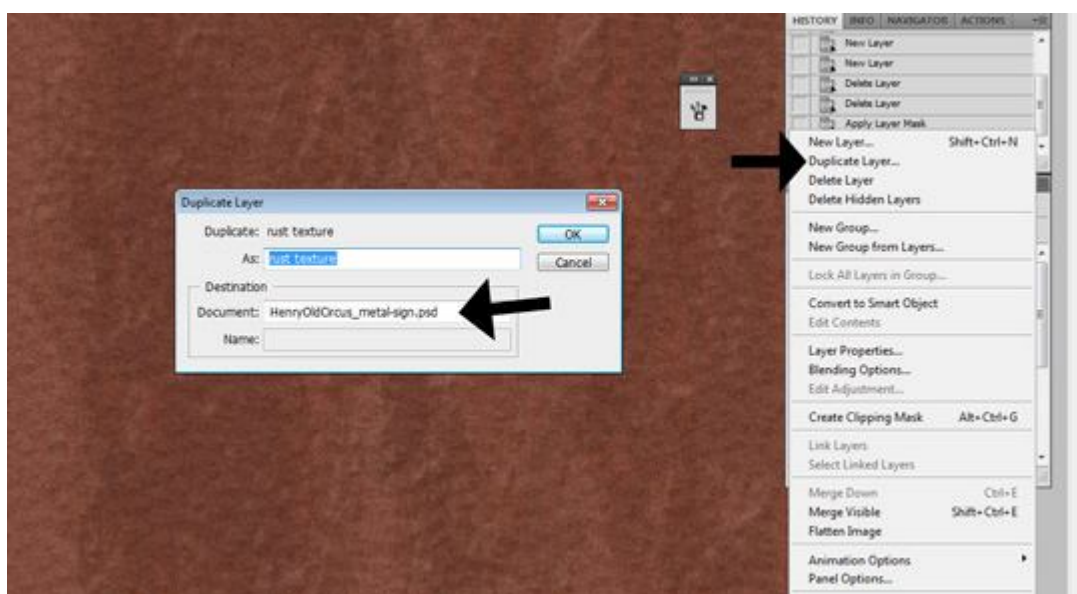 HISTORY INFO NAVIGATOR ACTIONS
New Layer
New Layer
Delete Layer
Delete Layer
Apply Layer Mask
New Layer... Shift+Ctrl+N
Duplicate Layer...
Delete Layer
Delete Hidden Layers
New Group...
New Group from Layers...
Lock All Layers in Group...
Convert to Smart Object
Edit Contents
Layer Properties...
Blending Options...
Edit Adjustment...
Create Clipping Mask Alt+Ctrl+G
Link Layers
Select Linked Layers
Merge Down Ctrl+E
Merge Visible Shift+Ctrl+E
Flatten Image
Animation Options
Panel Options...
Duplicate Layer
Duplicate: rust texture
As: rust texture
OK
Cancel
Destination
Document: HenryOldCircus_metal-sign.psd
Name: